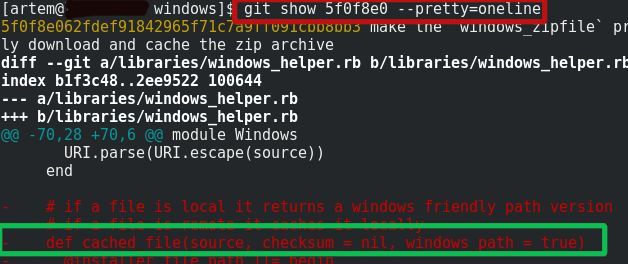 [artem@ windows]$ git show 5f0f8e0 --pretty=oneline
5f0f8e062fdef91842965f71c7a9ff091cbb8bb3 make the `windows_zipfile` pr
ly download and cache the zip archive
diff --git a/libraries/windows_helper.rb b/libraries/windows_helper.rb
index b1f3c48..2ee9522 100644
--- a/libraries/windows_helper.rb
+++ b/libraries/windows_helper.rb
@@ -70,28 +70,6 @@ module Windows
URI.parse(URI.escape(source))
end
- # if a file is local it returns a windows friendly path version
- # if a file is remote it caches it locally
- def cached_file(source, checksum = nil, windows_path = true)
- @installer_file_path ||= begin